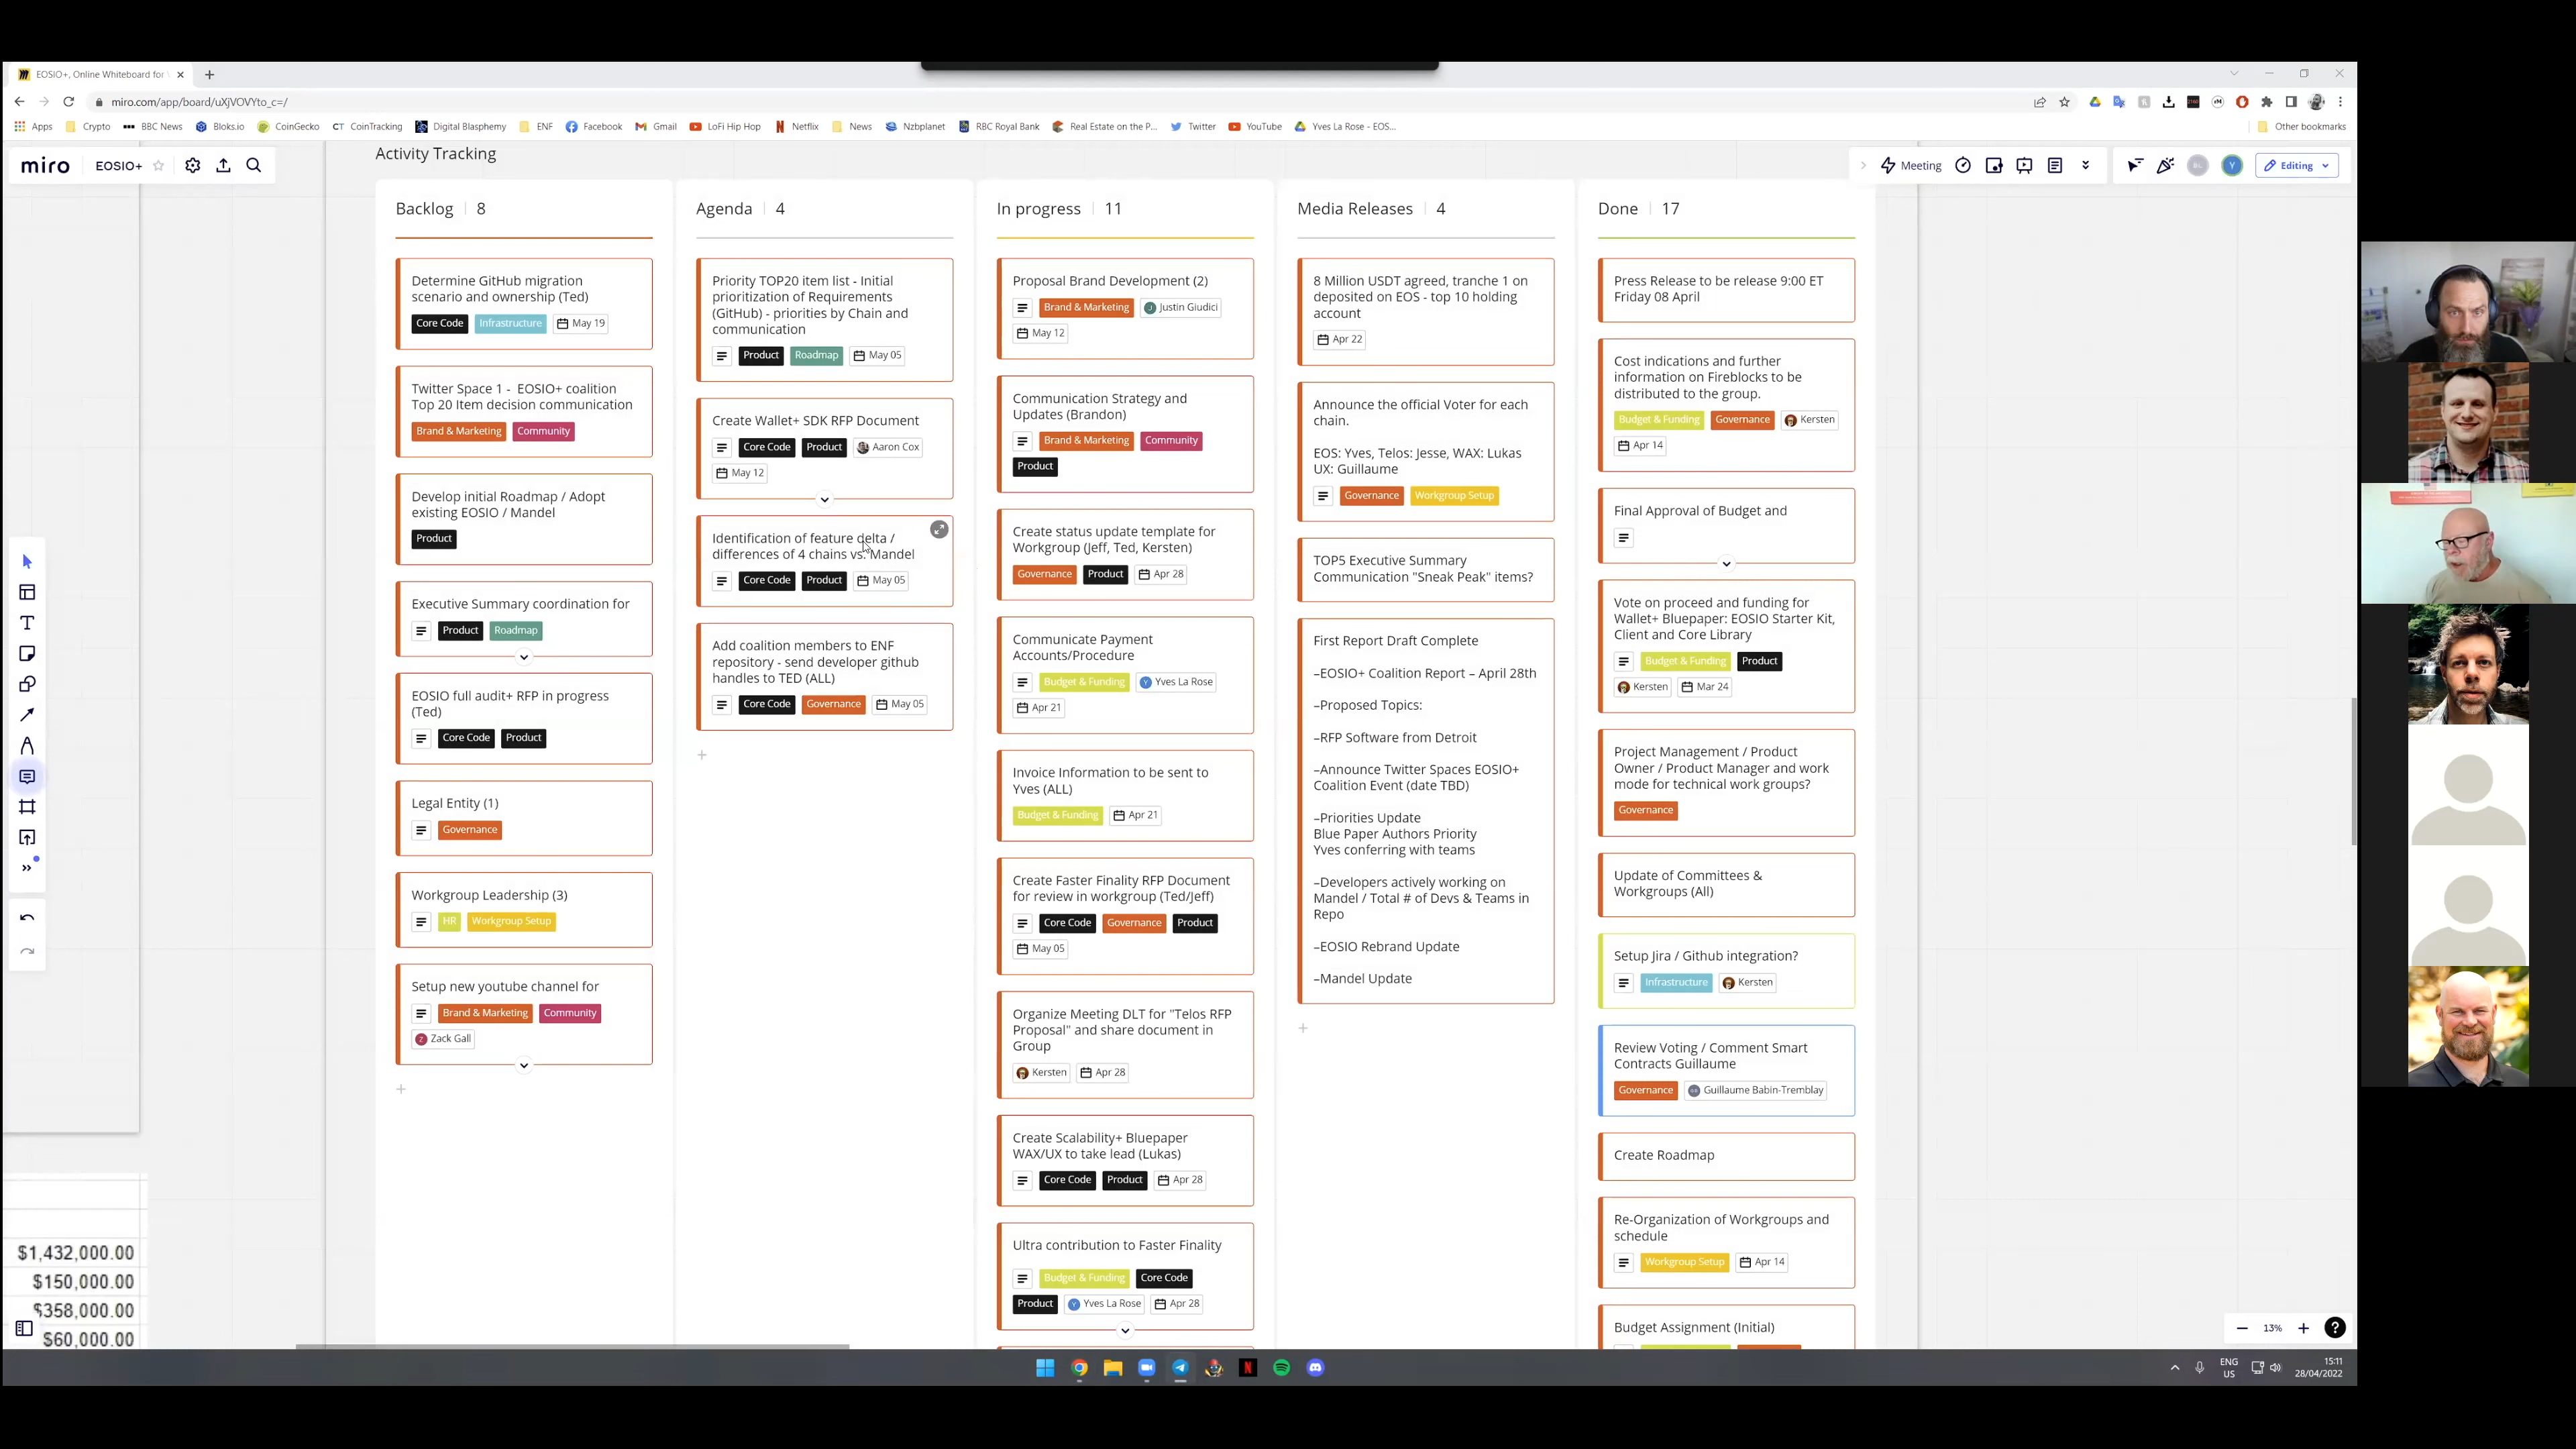 EOSIO+, Online Whiteboard for
miro.com/app/board/uXjVOVYto_c=/
Apps
Crypto
BBC News
Bloks.io
CoinGecko
CT CoinTracking
Digital Blasphemy
ENF
Facebook
Gmail
LoFi Hip Hop
Netflix
News
Nzbplanet
RBC Royal Bank
Real Estate on the P...
Twitter
YouTube
Yves La Rose - EOS...
Other bookmarks
miro
EOSIO+
Activity Tracking
Meeting
Y
Editing
Backlog 8
Determine GitHub migration
scenario and ownership (Ted)
Core Code Infrastructure May 19
Twitter Space 1 - EOSIO+ coalition
Top 20 Item decision communication
Brand & Marketing Community
Develop initial Roadmap / Adopt
existing EOSIO / Mandel
Product
Executive Summary coordination for
Product Roadmap
EOSIO full audit+ RFP in progress
(Ted)
Core Code Product
Legal Entity (1)
Governance
Workgroup Leadership (3)
HR Workgroup Setup
Setup new youtube channel for
Brand & Marketing Community
Zack Gall
Agenda 4
Priority TOP20 item list - Initial
prioritization of Requirements
(GitHub) - priorities by Chain and
communication
Product Roadmap May 05
Create Wallet+ SDK RFP Document
Core Code Product Aaron Cox
May 12
Identification of feature delta /
differences of 4 chains vs. Mandel
Core Code Product May 05
Add coalition members to ENF
repository - send developer github
handles to TED (ALL)
Core Code Governance May 05
In progress 11
Proposal Brand Development (2)
Brand & Marketing Justin Giudici
May 12
Communication Strategy and
Updates (Brandon)
Brand & Marketing Community
Product
Create status update template for
Workgroup (Jeff, Ted, Kersten)
Governance Product Apr 28
Communicate Payment
Accounts/Procedure
Budget & Funding Yves La Rose
Apr 21
Invoice Information to be sent to
Yves (ALL)
Budget & Funding Apr 21
Create Faster Finality RFP Document
for review in workgroup (Ted/Jeff)
Core Code Governance Product
May 05
Organize Meeting DLT for "Telos RFP
Proposal" and share document in
Group
Kersten Apr 28
Create Scalability+ Bluepaper
WAX/UX to take lead (Lukas)
Core Code Product Apr 28
Ultra contribution to Faster Finality
Budget & Funding Core Code
Product Yves La Rose Apr 28
Media Releases 4
8 Million USDT agreed, tranche 1 on
deposited on EOS - top 10 holding
account
Apr 22
Announce the official Voter for each
chain.
EOS: Yves, Telos: Jesse, WAX: Lukas
UX: Guillaume
Governance Workgroup Setup
TOP5 Executive Summary
Communication "Sneak Peak" items?
First Report Draft Complete
–EOSIO+ Coalition Report – April 28th
–Proposed Topics:
–RFP Software from Detroit
–Announce Twitter Spaces EOSIO+
Coalition Event (date TBD)
–Priorities Update
Blue Paper Authors Priority
Yves conferring with teams
–Developers actively working on
Mandel / Total # of Devs & Teams in
Repo
–EOSIO Rebrand Update
–Mandel Update
Done 17
Press Release to be release 9:00 ET
Friday 08 April
Cost indications and further
information on Fireblocks to be
distributed to the group.
Budget & Funding Governance Kersten
Apr 14
Final Approval of Budget and
Vote on proceed and funding for
Wallet+ Bluepaper: EOSIO Starter Kit,
Client and Core Library
Budget & Funding Product
Kersten Mar 24
Project Management / Product
Owner / Product Manager and work
mode for technical work groups?
Governance
Update of Committees &
Workgroups (All)
Setup Jira / Github integration?
Infrastructure Kersten
Review Voting / Comment Smart
Contracts Guillaume
Governance Guillaume Babin-Tremblay
Create Roadmap
Re-Organization of Workgroups and
schedule
Workgroup Setup Apr 14
Budget Assignment (Initial)
$1,432,000.00
$150,000.00
$358,000.00
$60,000.00
13%
ENG
US
15:11
28/04/2022